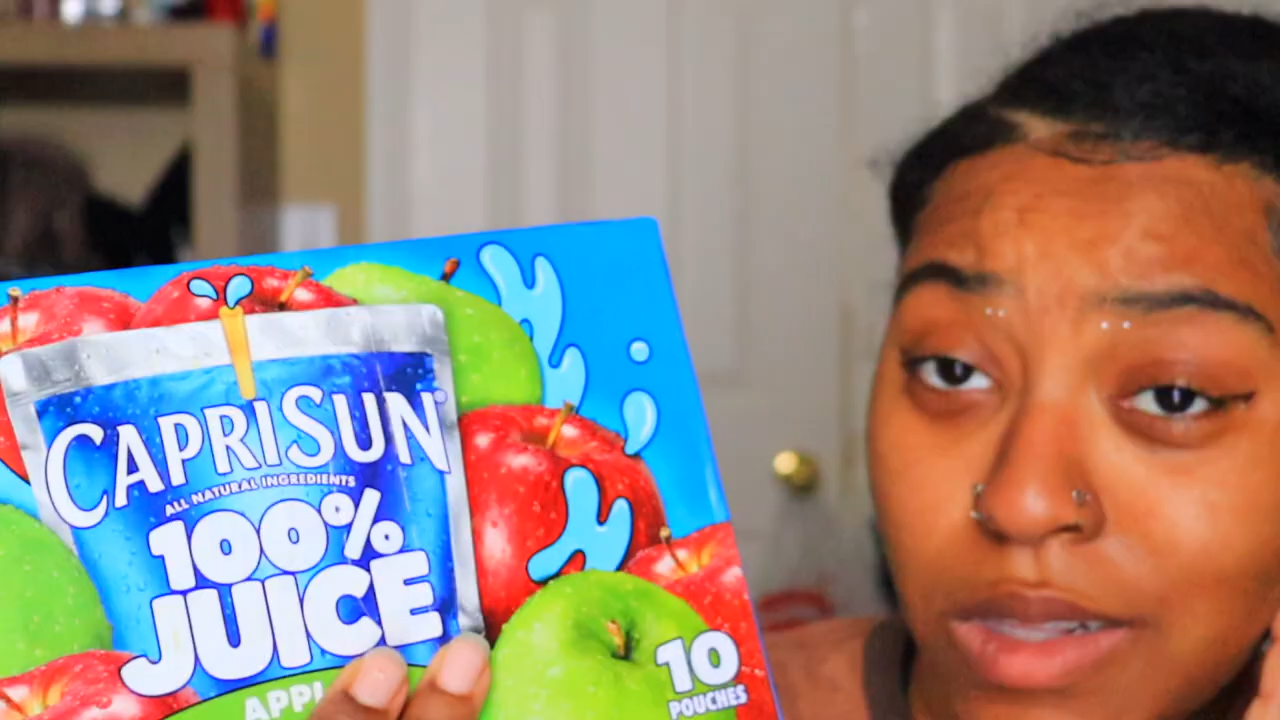 CAPRISUN®
ALL NATURAL INGREDIENTS
100%
JUICE
10
POUCHES